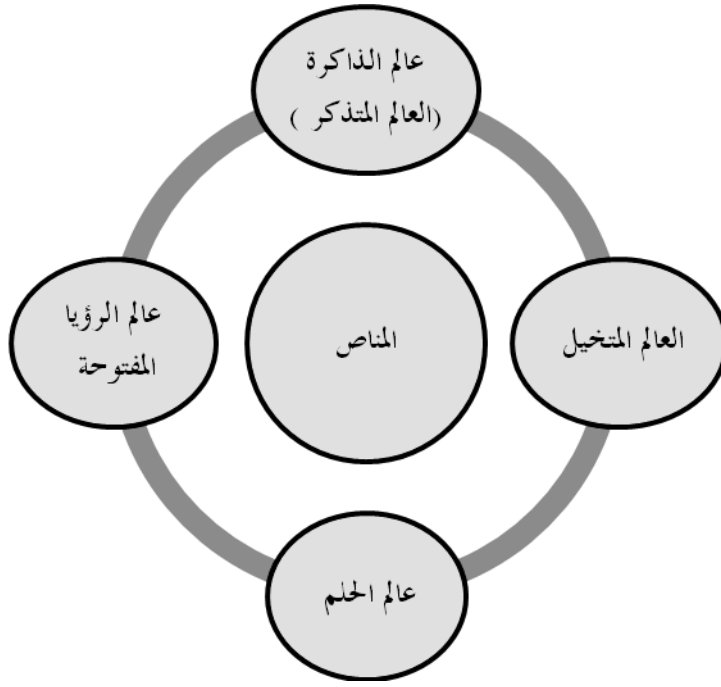 عالم الذاكرة
(العالم المتذكر )
عالم الرؤيا
المفتوحة
المناص
العالم المتخيل
عالم الحلم